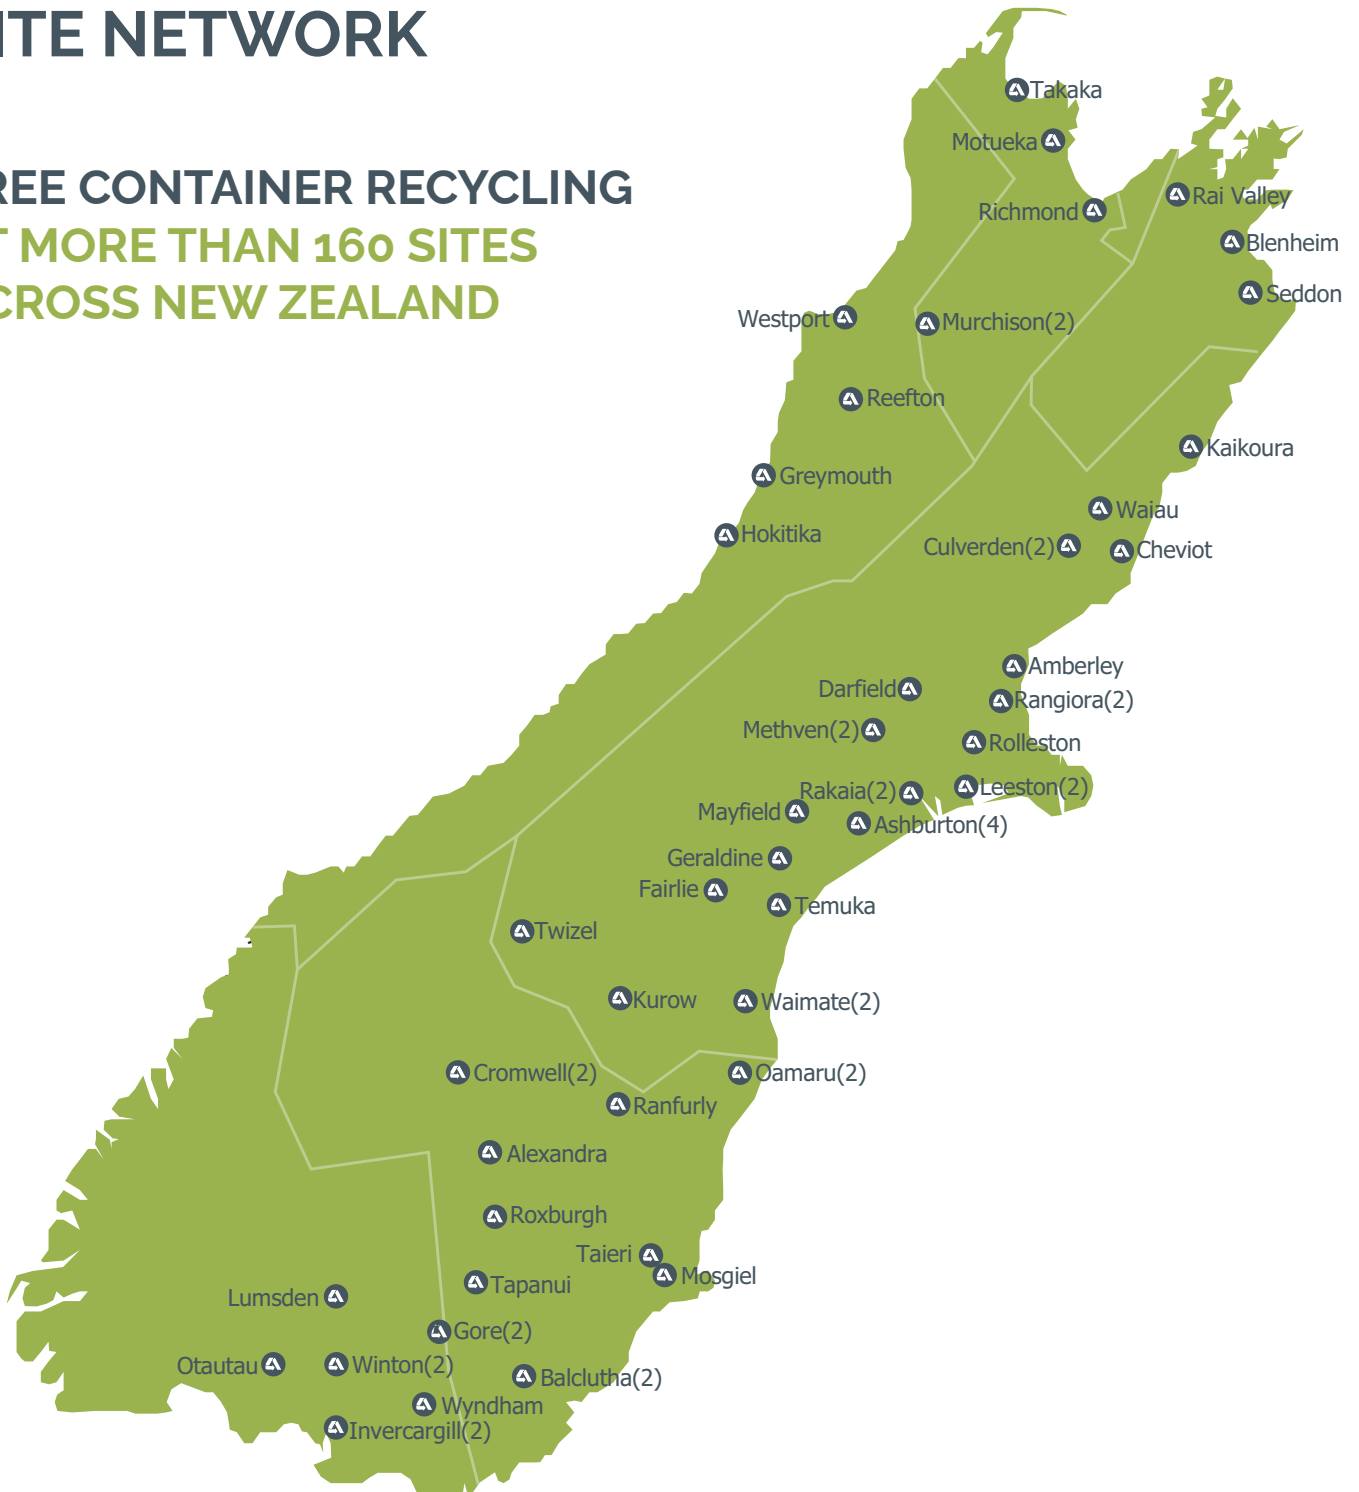 ITE NETWORK
REE CONTAINER RECYCLING
T MORE THAN 160 SITES
CROSS NEW ZEALAND
Takaka
Motueka
Richmond
Rai Valley
Blenheim
Seddon
Westport
Murchison(2)
Reefton
Kaikoura
Greymouth
Waiau
Hokitika
Culverden(2)
Cheviot
Amberley
Darfield
Rangiora(2)
Methven(2)
Rolleston
Leeston(2)
Rakaia(2)
Mayfield
Ashburton(4)
Geraldine
Fairlie
Temuka
Twizel
Kurow
Waimate(2)
Cromwell(2)
Oamaru(2)
Ranfurly
Alexandra
Roxburgh
Taieri
Mosgiel
Tapanui
Lumsden
Gore(2)
Otautau
Winton(2)
Balclutha(2)
Wyndham
Invercargill(2)